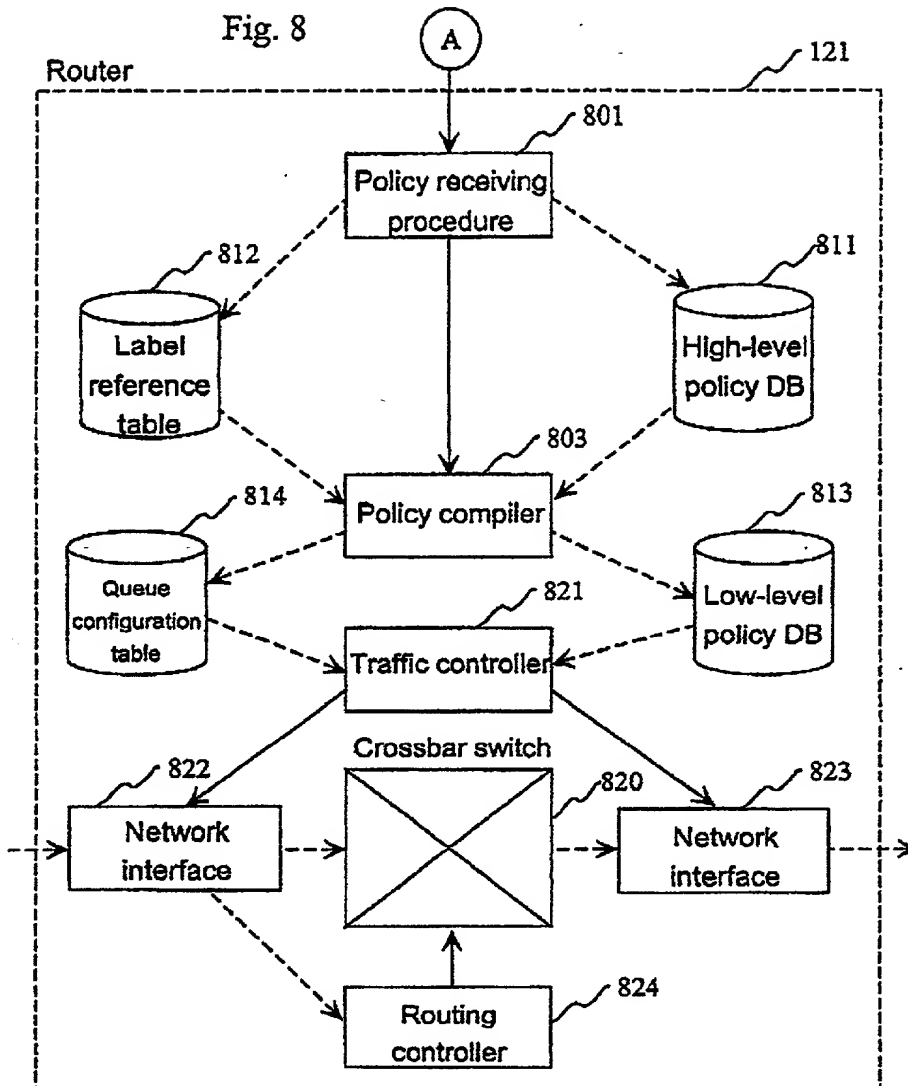 Fig. 8
A
Router
121
801
Policy receiving
procedure
812
811
Label
reference
table
High-level
policy DB
803
Policy compiler
814
813
Queue
configuration
table
Low-level
policy DB
821
Traffic controller
Crossbar switch
822
820
823
Network
interface
Network
interface
824
Routing
controller